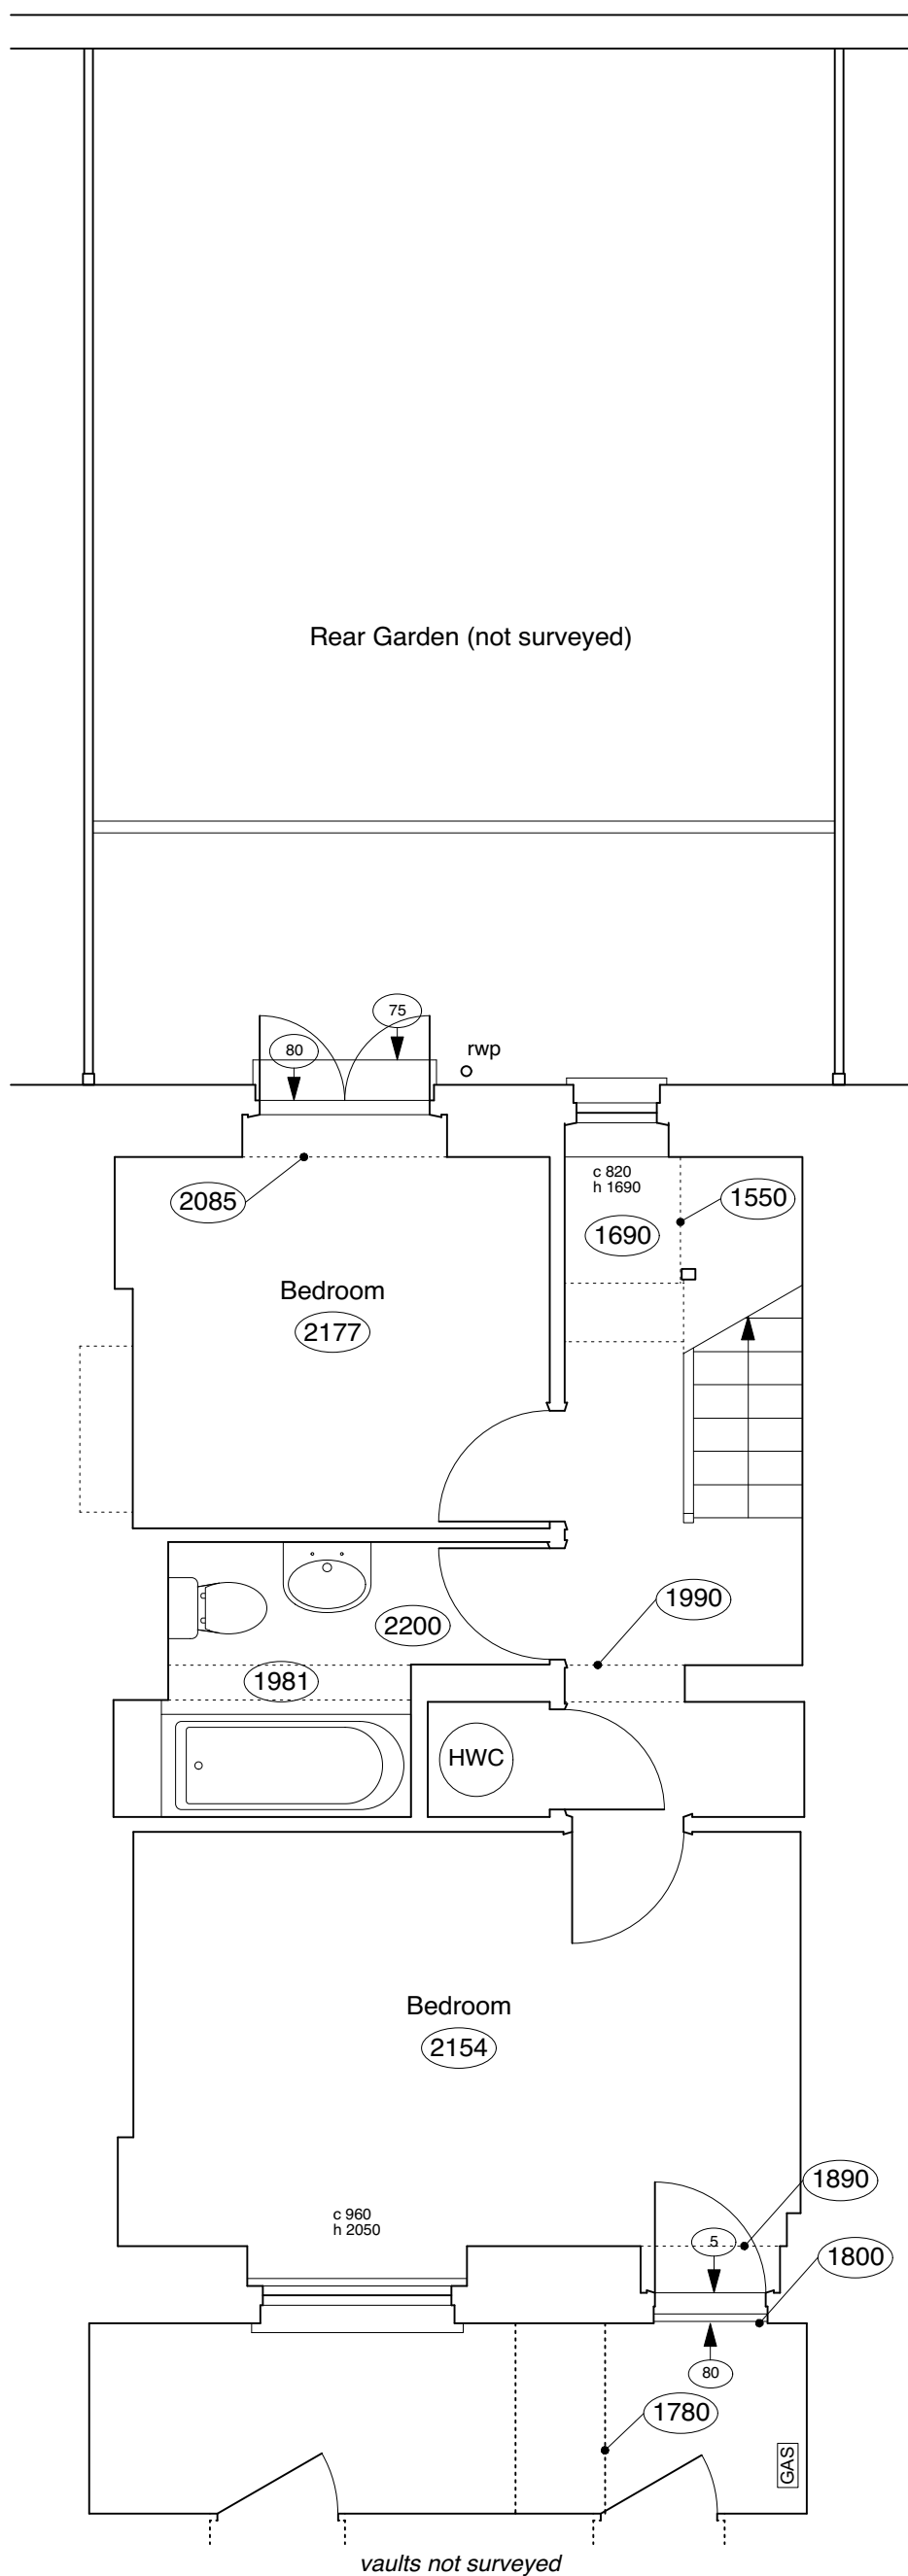 Rear Garden (not surveyed)
75
80
rwp
2085
c 820
h 1690
1550
1690
Bedroom
2177
1990
2200
1981
HWC
Bedroom
2154
1890
c 960
h 2050
5
1800
80
1780
GAS
vaults not surveyed